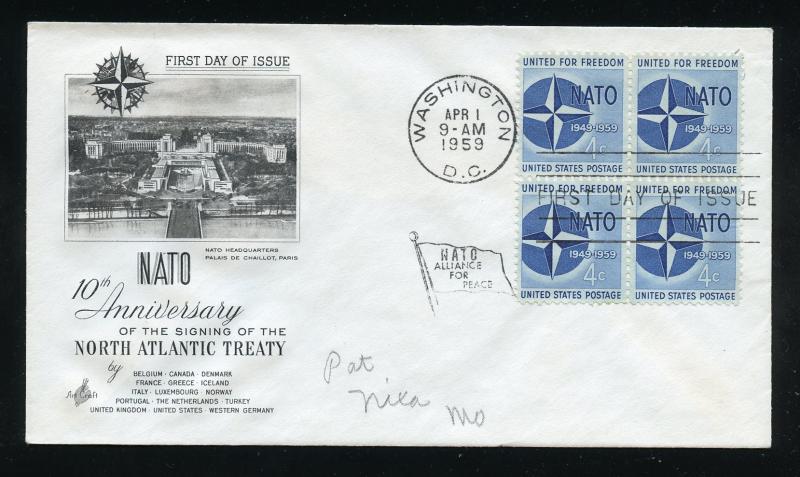 FIRST DAY OF ISSUE
NATO HEADQUARTERS
PALAIS DE CHAILLOT, PARIS
NATO
10th Anniversary
OF THE SIGNING OF THE
NORTH ATLANTIC TREATY
by
BELGIUM · CANADA · DENMARK
FRANCE · GREECE · ICELAND
ITALY · LUXEMBOURG · NORWAY
PORTUGAL · THE NETHERLANDS · TURKEY
UNITED KINGDOM · UNITED STATES · WESTERN GERMANY
Art Craft
WASHINGTON
APR 1
9-AM
1959
D.C.
NATO
ALLIANCE
FOR
PEACE
UNITED FOR FREEDOM
NATO
1949-1959
4c
UNITED STATES POSTAGE
UNITED FOR FREEDOM
NATO
1949-1959
4c
UNITED STATES POSTAGE
FIRST DAY OF ISSUE
UNITED FOR FREEDOM
NATO
1949-1959
4c
UNITED STATES POSTAGE
UNITED FOR FREEDOM
NATO
1949-1959
4c
UNITED STATES POSTAGE
Pat
Nixa Mo